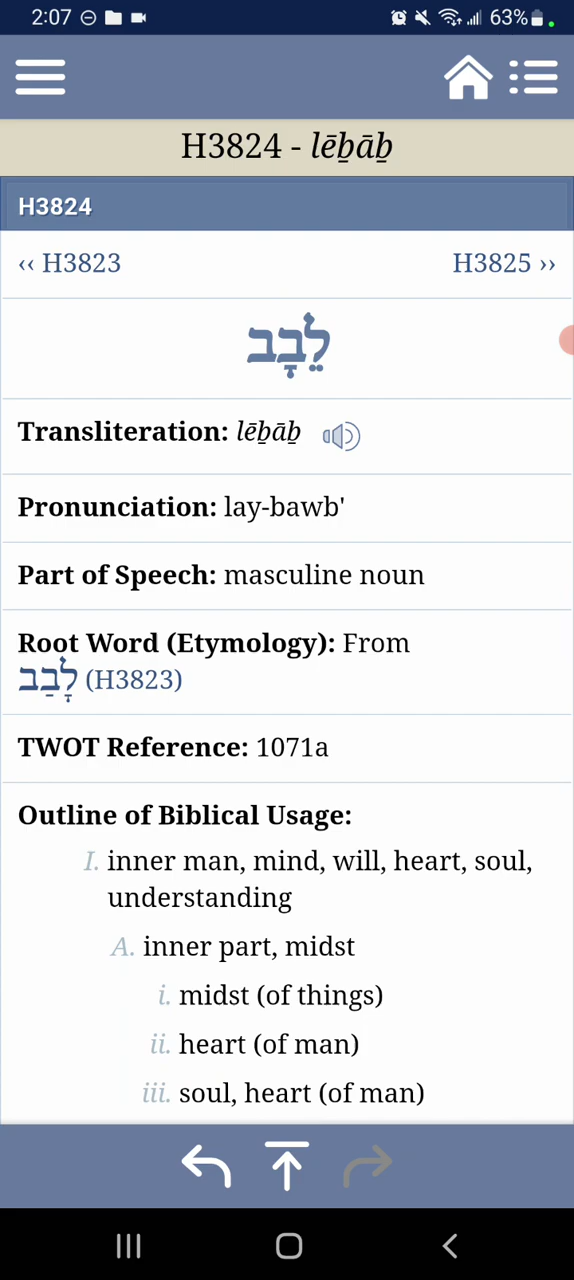 2:07 63%
H3824 - lēḇāḇ
H3824
‹‹ H3823 H3825 ››
לֵבָב
Transliteration: lēḇāḇ
Pronunciation: lay-bawb'
Part of Speech: masculine noun
Root Word (Etymology): From
לָבַב (H3823)
TWOT Reference: 1071a
Outline of Biblical Usage:
I. inner man, mind, will, heart, soul,
understanding
A. inner part, midst
i. midst (of things)
ii. heart (of man)
iii. soul, heart (of man)